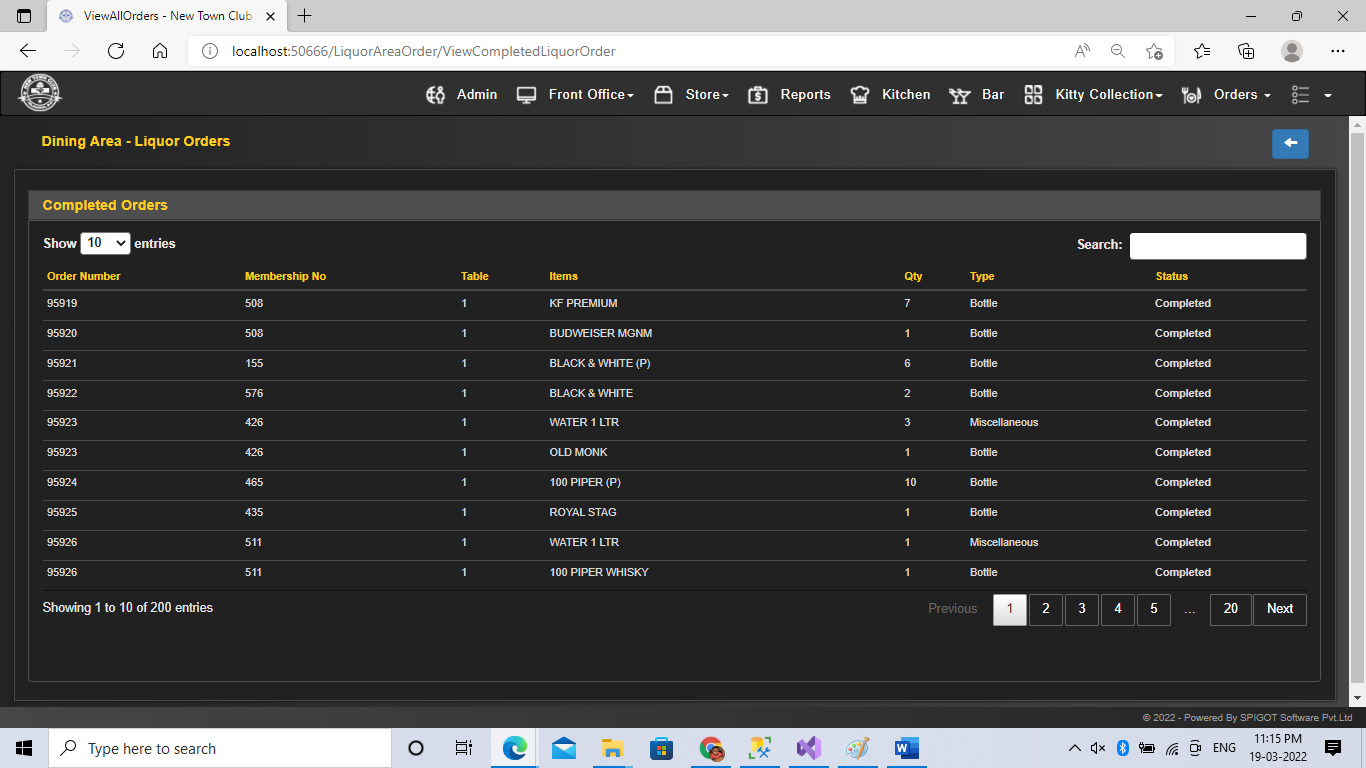 ViewAllOrders - New Town Club
localhost:50666/LiquorAreaOrder/ViewCompletedLiquorOrder
Admin Front Office Store Reports Kitchen Bar Kitty Collection Orders
Dining Area - Liquor Orders
Completed Orders
Show 10 entries Search:
Order Number Membership No Table Items Qty Type Status
95919 508 1 KF PREMIUM 7 Bottle Completed
95920 508 1 BUDWEISER MGNM 1 Bottle Completed
95921 155 1 BLACK & WHITE (P) 6 Bottle Completed
95922 576 1 BLACK & WHITE 2 Bottle Completed
95923 426 1 WATER 1 LTR 3 Miscellaneous Completed
95923 426 1 OLD MONK 1 Bottle Completed
95924 465 1 100 PIPER (P) 10 Bottle Completed
95925 435 1 ROYAL STAG 1 Bottle Completed
95926 511 1 WATER 1 LTR 1 Miscellaneous Completed
95926 511 1 100 PIPER WHISKY 1 Bottle Completed
Showing 1 to 10 of 200 entries Previous 1 2 3 4 5 ... 20 Next
© 2022 - Powered By SPIGOT Software Pvt.Ltd
Type here to search ENG 11:15 PM
19-03-2022